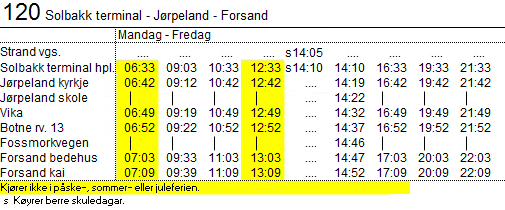 120 Solbakk terminal - Jørpeland - Forsand
Mandag - Fredag
Strand vgs. .... .... .... .... s14:05 .... .... .... ....
Solbakk terminal hpl. 06:33 09:03 10:33 12:33 s14:10 14:10 16:33 19:33 21:33
Jørpeland kyrkje 06:42 09:12 10:42 12:42 .... 14:19 16:42 19:42 21:42
Jørpeland skole | | | | .... 14:22 | | |
Vika 06:49 09:19 10:49 12:49 .... 14:32 16:49 19:49 21:49
Botne rv. 13 06:52 09:22 10:52 12:52 .... 14:37 16:52 19:52 21:52
Fossmorkvegen | | | | .... 14:46 | | |
Forsand bedehus 07:03 09:33 11:03 13:03 .... 14:47 17:03 20:03 22:03
Forsand kai 07:09 09:39 11:09 13:09 .... 14:52 17:09 20:09 22:09
Kjører ikke i påske-, sommer- eller juleferien.
s Køyrer berre skuledagar.